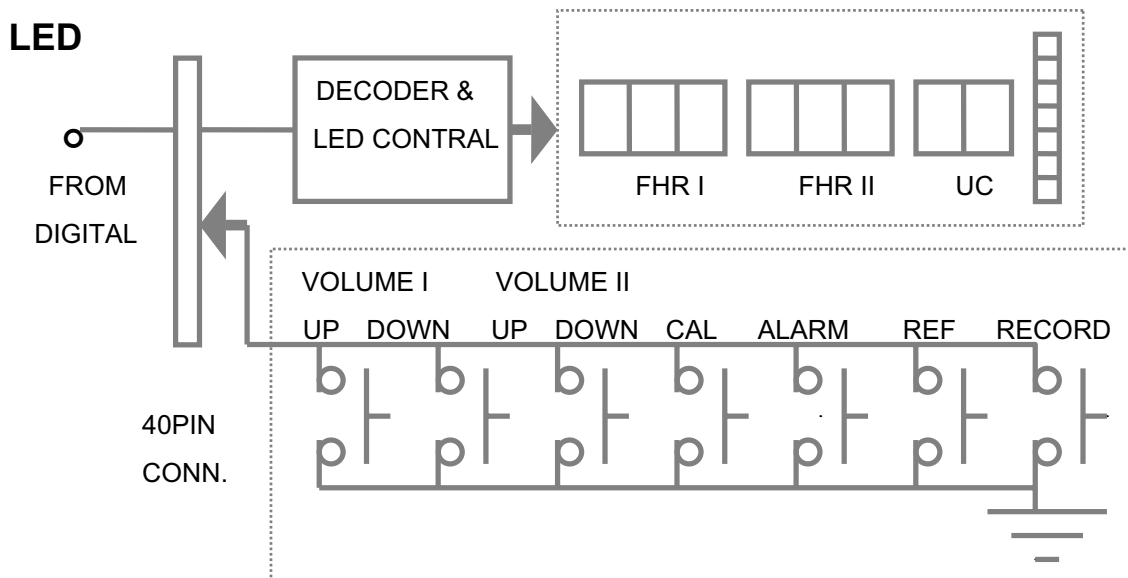 LED
DECODER &
LED CONTRAL
FROM
DIGITAL
FHR I FHR II UC
VOLUME I VOLUME II
UP DOWN UP DOWN CAL ALARM REF RECORD
40PIN
CONN.